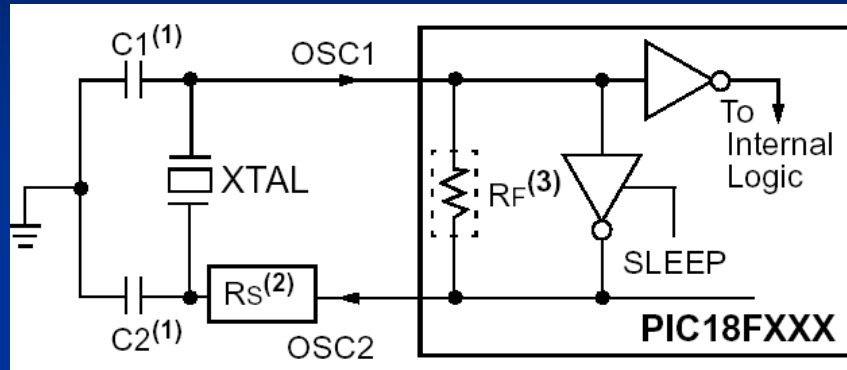 C1(1)
OSC1
To
Internal
Logic
XTAL
RF(3)
SLEEP
RS(2)
C2(1)
OSC2
PIC18FXXX